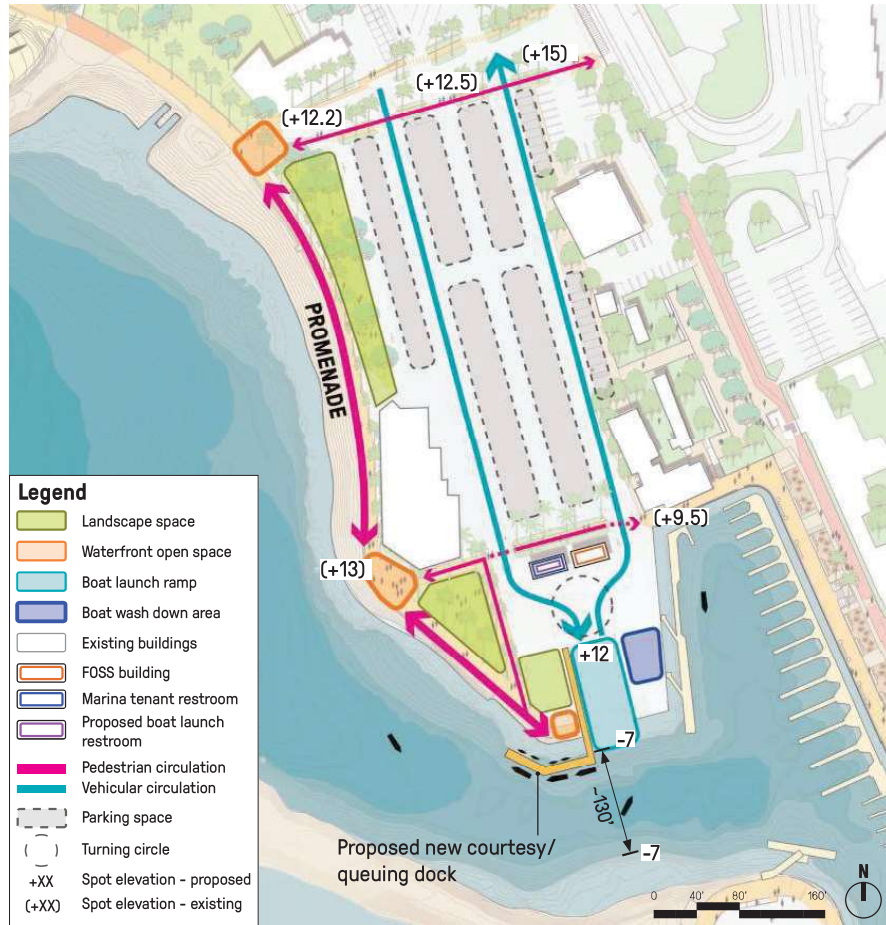 (+15)
(+12.5)
(+12.2)
PROMENADE
(+9.5)
(+13)
+12
-7
~130'
-7
Proposed new courtesy/
queuing dock
Legend
Landscape space
Waterfront open space
Boat launch ramp
Boat wash down area
Existing buildings
FOSS building
Marina tenant restroom
Proposed boat launch
restroom
Pedestrian circulation
Vehicular circulation
Parking space
Turning circle
+XX Spot elevation - proposed
(+XX) Spot elevation - existing
N
0 40' 80' 160'